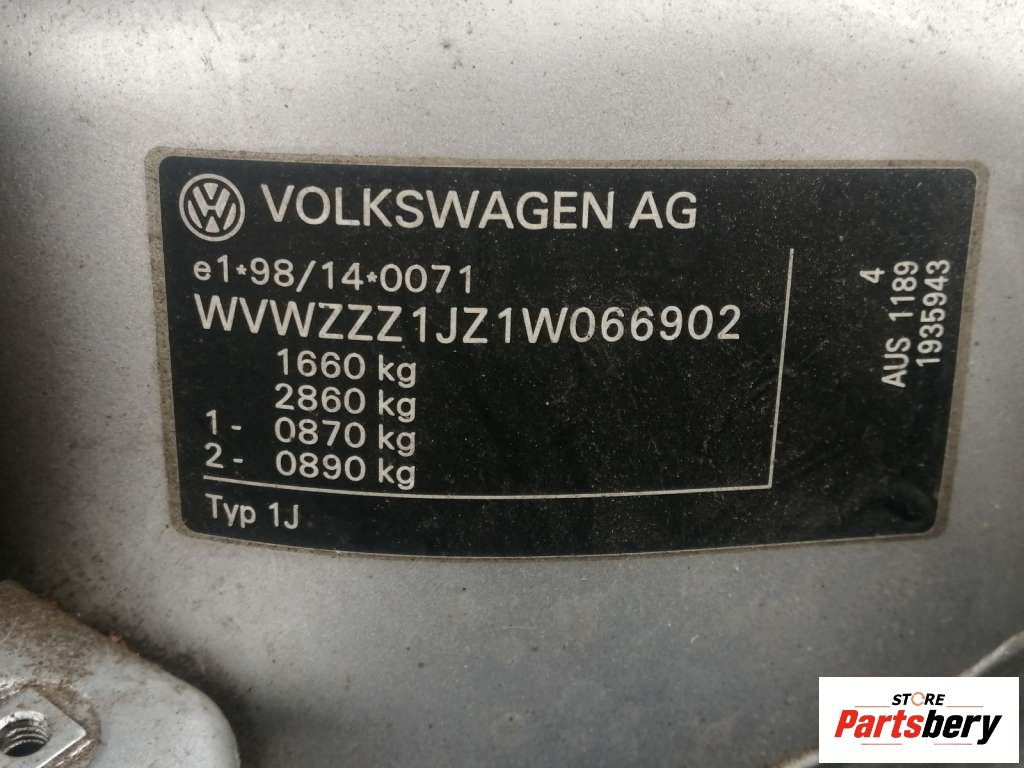 VOLKSWAGEN AG
e1*98/14*0071
WVWZZZ1JZ1W066902
1660 kg
2860 kg
1- 0870 kg
2- 0890 kg
Typ 1J
4
AUS 1189
1935943
STORE
Partsbery